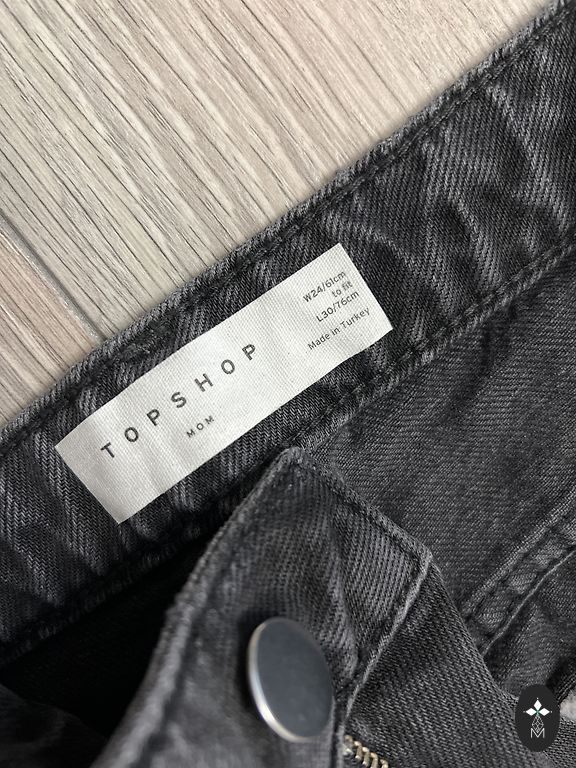 TOPSHOP
MOM
W24/61cm
to fit
L30/76cm
Made in Turkey
M